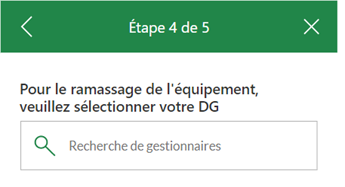 Étape 4 de 5
Pour le ramassage de l'équipement,
veuillez sélectionner votre DG
Recherche de gestionnaires